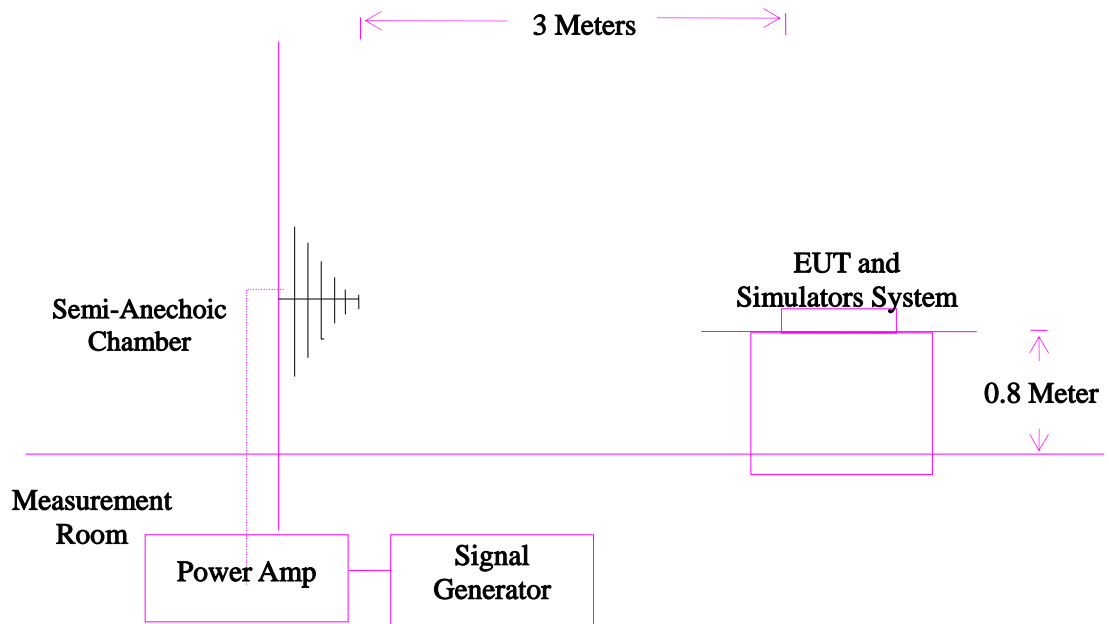 3 Meters
EUT and
Simulators System
Semi-Anechoic
Chamber
0.8 Meter
Measurement
Room
Power Amp
Signal
Generator